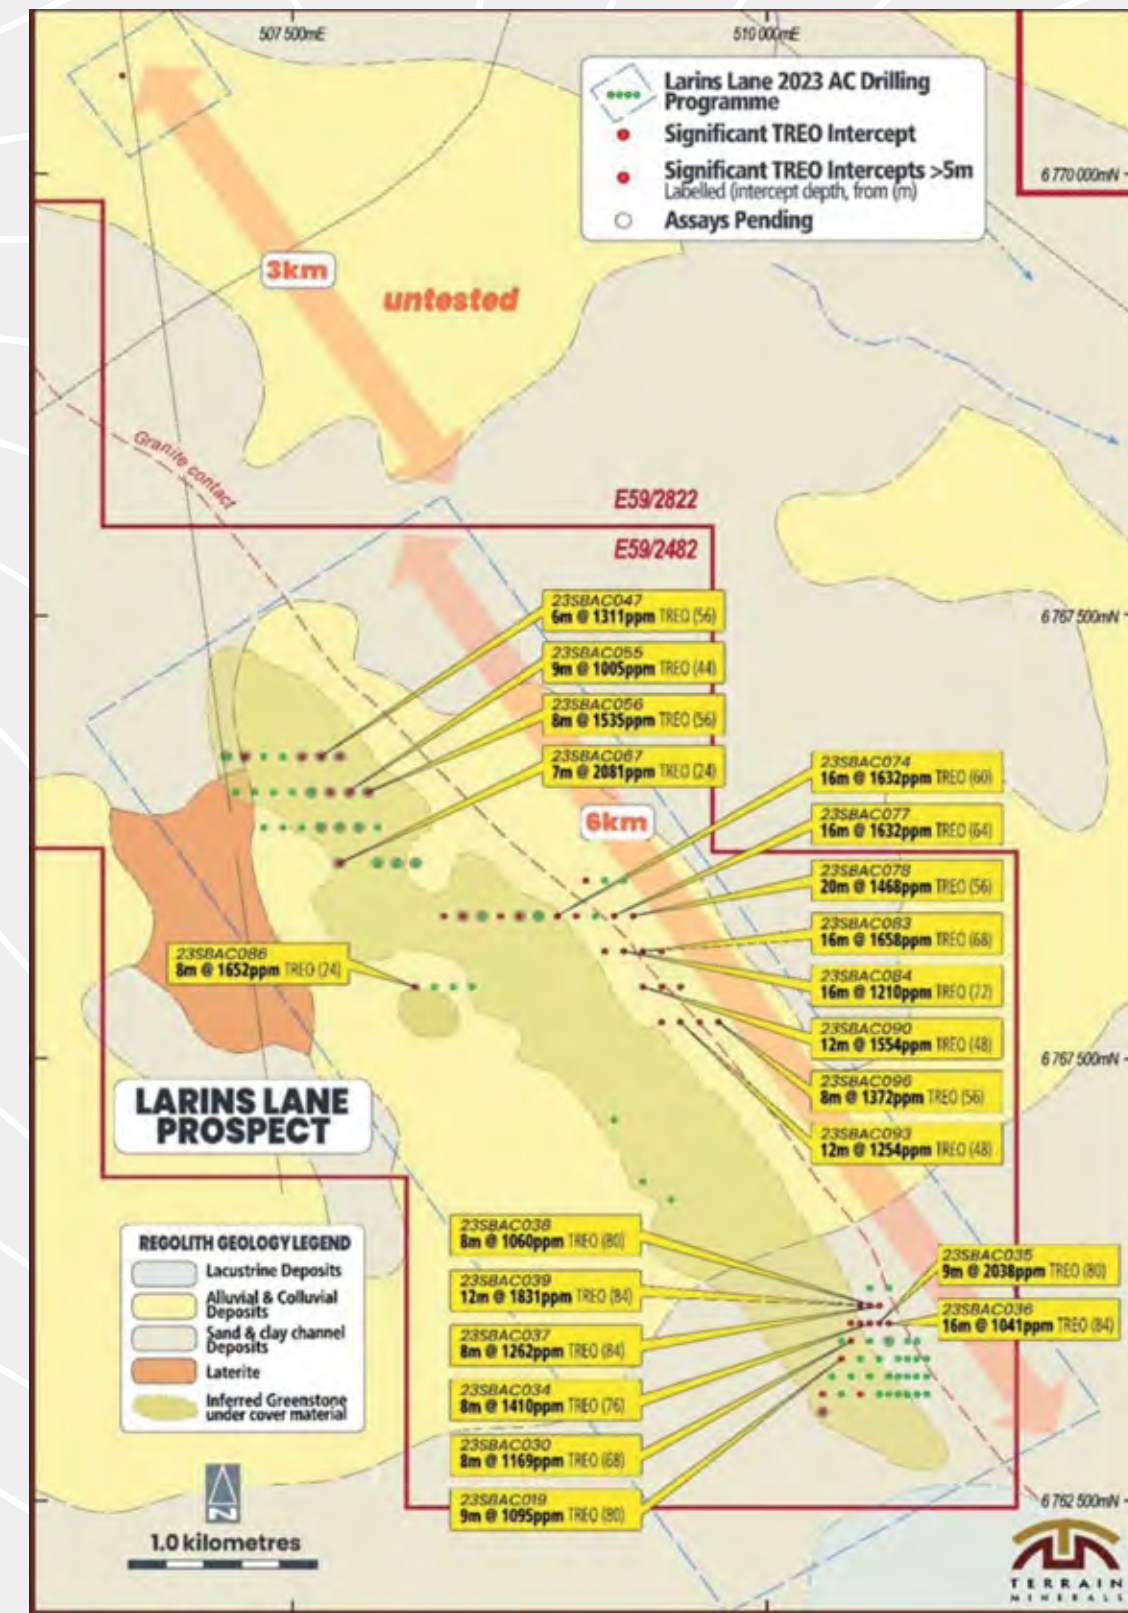 507 500mE
510 000mE
Larins Lane 2023 AC Drilling
Programme
Significant TREO Intercept
Significant TREO Intercepts >5m
Labelled (intercept depth, from (m)
Assays Pending
6 770 000mN
3km
untested
Granite contact
E59/2822
E59/2482
23SBAC047
6m @ 1311ppm TREO (56)
6 767 500mN
23SBAC055
9m @ 1005ppm TREO (44)
23SBAC056
8m @ 1535ppm TREO (56)
23SBAC067
7m @ 2081ppm TREO (24)
23SBAC074
16m @ 1632ppm TREO (60)
6km
23SBAC077
16m @ 1632ppm TREO (64)
23SBAC078
20m @ 1468ppm TREO (56)
23SBAC083
16m @ 1658ppm TREO (68)
23SBAC086
8m @ 1652ppm TREO (24)
23SBAC084
16m @ 1210ppm TREO (72)
23SBAC090
12m @ 1554ppm TREO (48)
6 767 500mN
23SBAC096
8m @ 1372ppm TREO (56)
23SBAC093
12m @ 1254ppm TREO (48)
LARINS LANE
PROSPECT
23SBAC038
8m @ 1060ppm TREO (80)
23SBAC039
12m @ 1831ppm TREO (84)
23SBAC037
8m @ 1262ppm TREO (84)
23SBAC034
8m @ 1410ppm TREO (76)
23SBAC030
8m @ 1169ppm TREO (68)
23SBAC019
9m @ 1095ppm TREO (80)
23SBAC035
9m @ 2038ppm TREO (80)
23SBAC036
16m @ 1041ppm TREO (84)
REGOLITH GEOLOGY LEGEND
Lacustrine Deposits
Alluvial & Colluvial
Deposits
Sand & clay channel
Deposits
Laterite
Inferred Greenstone
under cover material
N
1.0 kilometres
6 762 500mN
TERRAIN
MINERALS